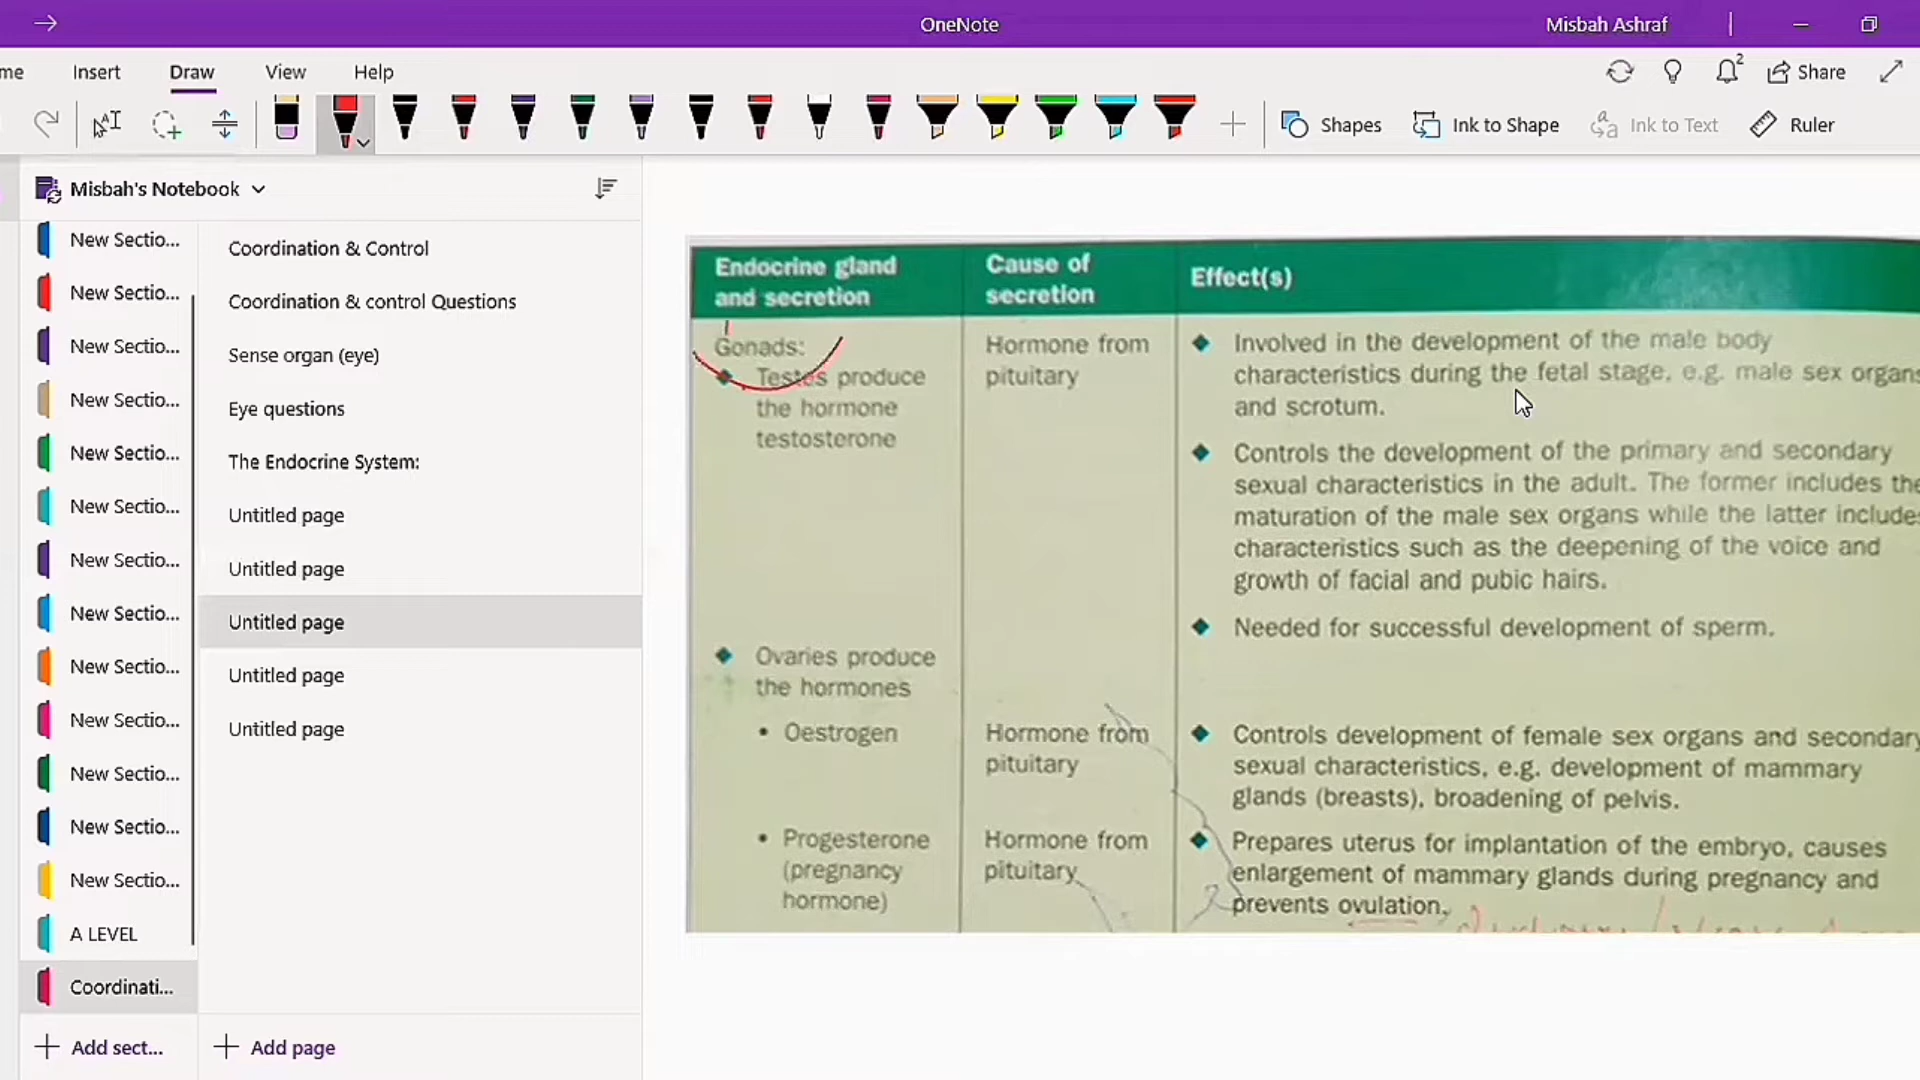 OneNote
Misbah Ashraf
me Insert Draw View Help
2 Share
Shapes Ink to Shape Ink to Text Ruler
Misbah's Notebook
New Sectio...
New Sectio...
New Sectio...
New Sectio...
New Sectio...
New Sectio...
New Sectio...
New Sectio...
New Sectio...
New Sectio...
New Sectio...
New Sectio...
New Sectio...
A LEVEL
Coordinati...
Add sect...
Coordination & Control
Coordination & control Questions
Sense organ (eye)
Eye questions
The Endocrine System:
Untitled page
Untitled page
Untitled page
Untitled page
Untitled page
Add page
Endocrine gland
and secretion
Cause of
secretion
Effect(s)
Gonads:
Testes produce
the hormone
testosterone
Hormone from
pituitary
Involved in the development of the male body
characteristics during the fetal stage, e.g. male sex organs
and scrotum.
Controls the development of the primary and secondary
sexual characteristics in the adult. The former includes the
maturation of the male sex organs while the latter includes
characteristics such as the deepening of the voice and
growth of facial and pubic hairs.
Needed for successful development of sperm.
Ovaries produce
the hormones
• Oestrogen
Hormone from
pituitary
Controls development of female sex organs and secondary
sexual characteristics, e.g. development of mammary
glands (breasts), broadening of pelvis.
• Progesterone
(pregnancy
hormone)
Hormone from
pituitary
Prepares uterus for implantation of the embryo, causes
enlargement of mammary glands during pregnancy and
prevents ovulation.